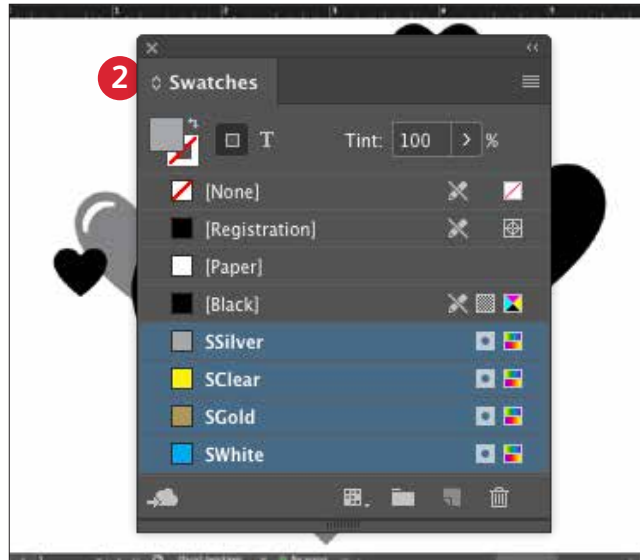 2
Swatches
T Tint: 100 %
[None]
[Registration]
[Paper]
[Black]
SSilver
SClear
SGold
SWhite